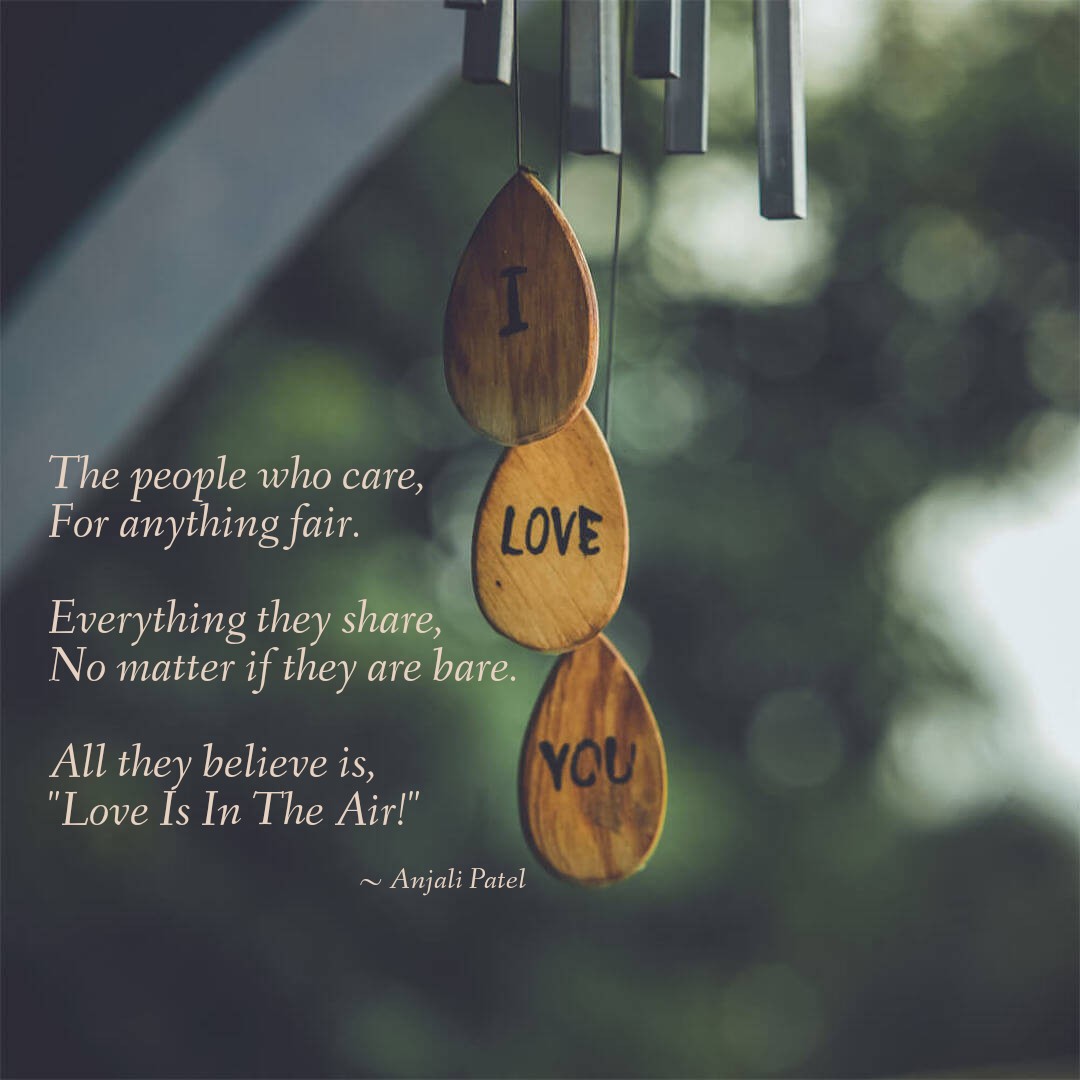 I
LOVE
YOU
The people who care,
For anything fair.
Everything they share,
No matter if they are bare.
All they believe is,
"Love Is In The Air!"
~ Anjali Patel